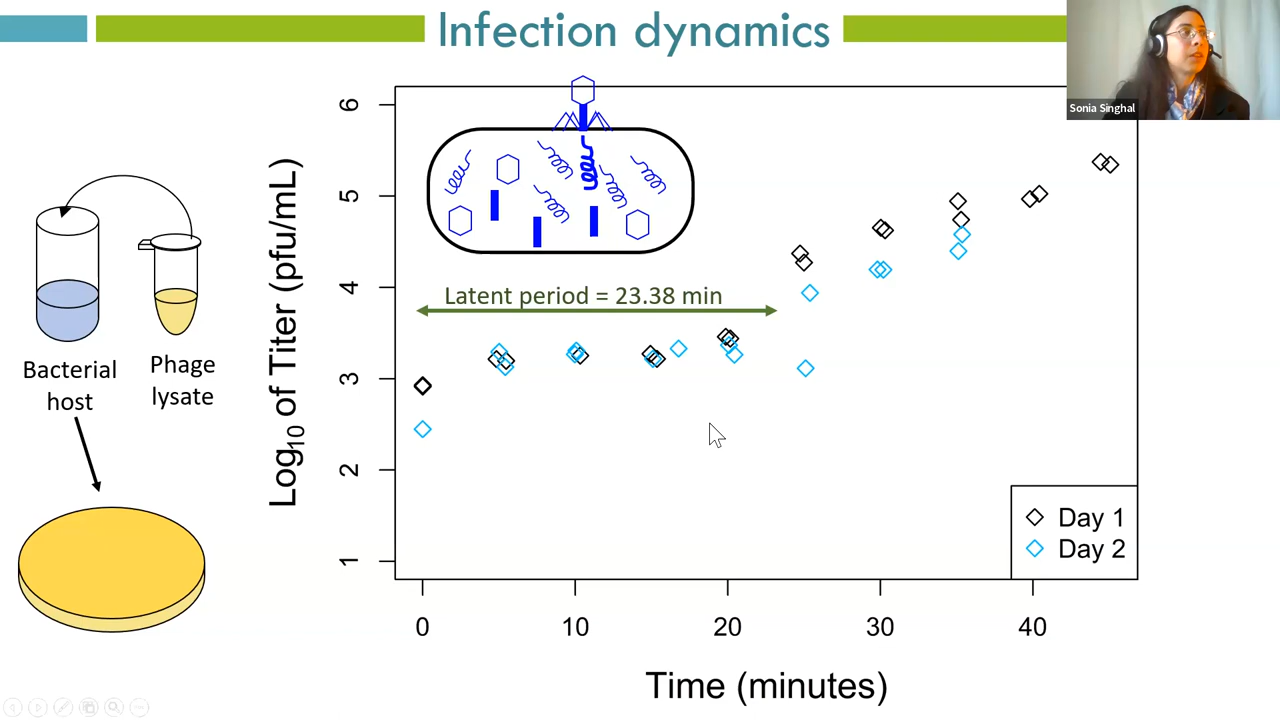 Infection dynamics
Sonia Singhal
Bacterial
host
Phage
lysate
Log10 of Titer (pfu/mL)
6
5
4
3
2
1
Latent period = 23.38 min
Day 1
Day 2
0
10
20
30
40
Time (minutes)